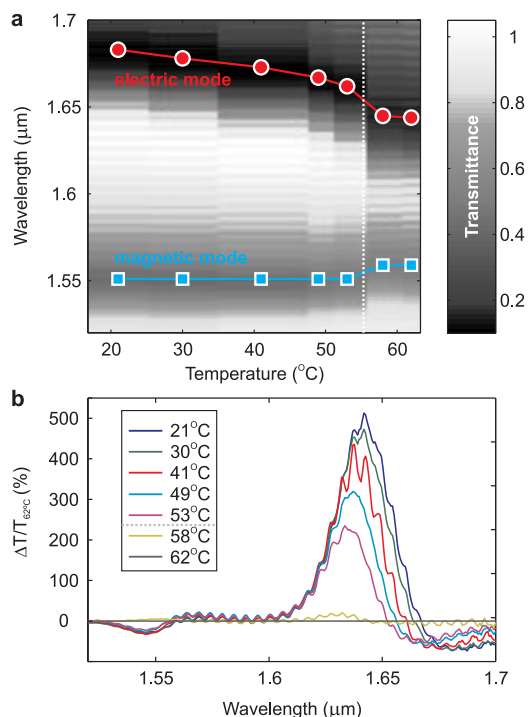 a
1.7
1.65
1.6
1.55
Wavelength (μm)
electric mode
magnetic mode
20 30 40 50 60
Temperature (°C)
Transmittance
1
0.8
0.6
0.4
0.2
b
500
400
300
200
100
0
ΔT/T62ºC (%)
21°C
30°C
41°C
49°C
53°C
58°C
62°C
1.55 1.6 1.65 1.7
Wavelength (μm)